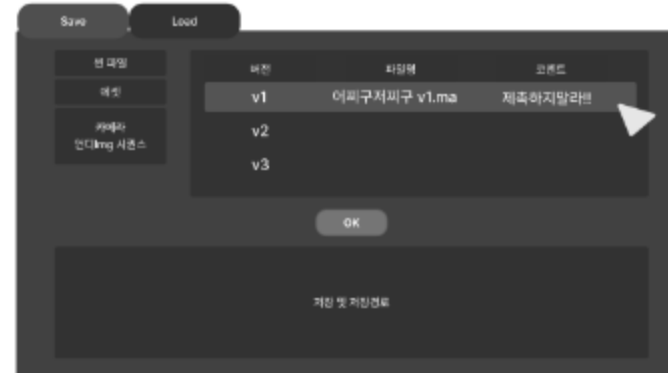 Save Load
씬 파일
에셋
카메라
언디Img 시퀀스
버전 파일명 코멘트
v1 어찌구저찌구 v1.ma 제촉하지말라!!!
v2
v3
OK
저장 및 저장경로